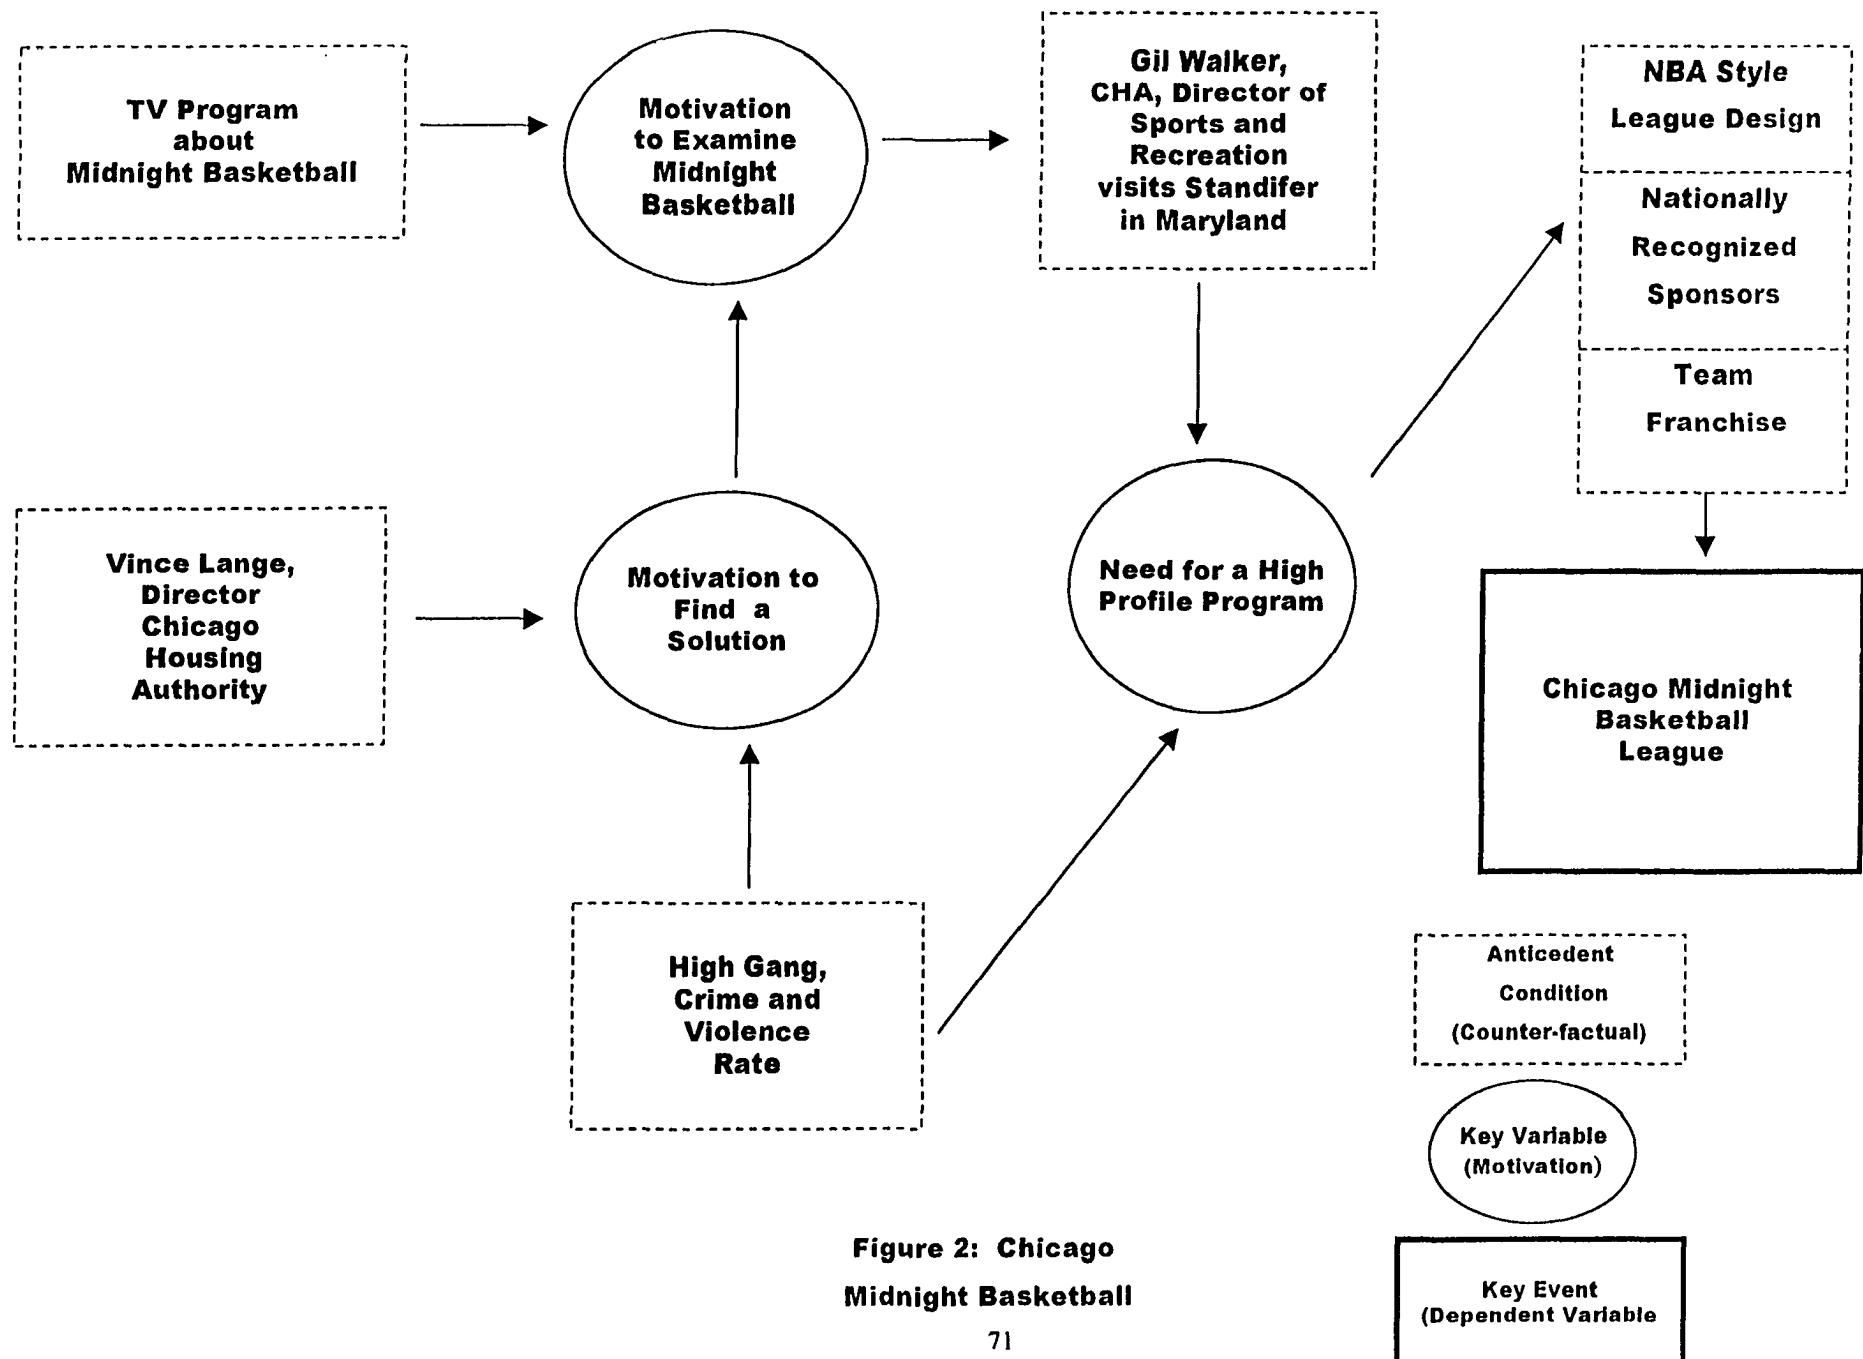 TV Program
about
Midnight Basketball
Motivation
to Examine
Midnight
Basketball
Gil Walker,
CHA, Director of
Sports and
Recreation
visits Standifer
in Maryland
NBA Style
League Design
Nationally
Recognized
Sponsors
Team
Franchise
Vince Lange,
Director
Chicago
Housing
Authority
Motivation to
Find a
Solution
Need for a High
Profile Program
Chicago Midnight
Basketball
League
High Gang,
Crime and
Violence
Rate
Anticedent
Condition
(Counter-factual)
Key Variable
(Motivation)
Key Event
(Dependent Variable
Figure 2: Chicago
Midnight Basketball
71